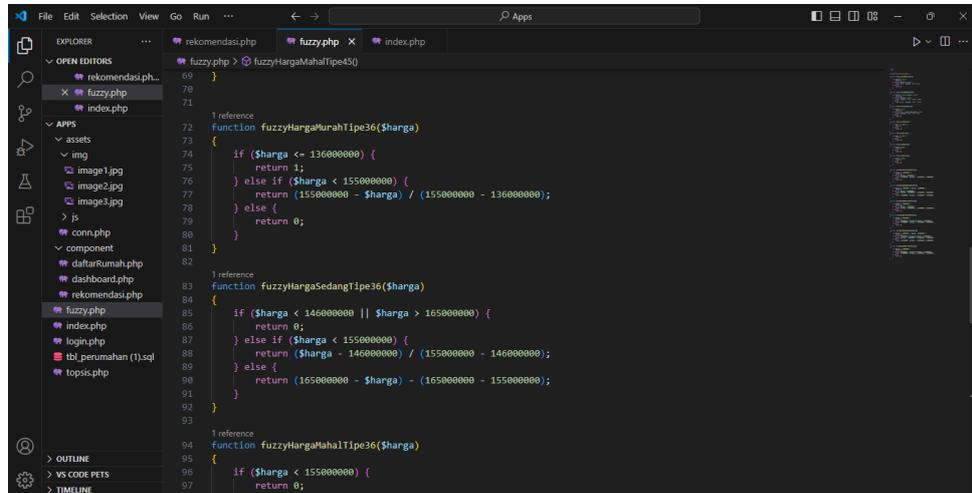 File Edit Selection View Go Run ... Apps
EXPLORER ...
OPEN EDITORS
rekomendasi.ph...
fuzzy.php
index.php
APPS
assets
img
image1.jpg
image2.jpg
image3.jpg
js
conn.php
component
daftarRumah.php
dashboard.php
rekomendasi.php
fuzzy.php
index.php
login.php
tbl_perumahan (1).sql
topsis.php
OUTLINE
VS CODE PETS
TIMELINE
rekomendasi.php fuzzy.php index.php
fuzzy.php > fuzzyHargaMahalTipe45()
69 }
70
71
1 reference
72 function fuzzyHargaMurahTipe36($harga)
73 {
74 if ($harga <= 136000000) {
75 return 1;
76 } else if ($harga < 155000000) {
77 return (155000000 - $harga) / (155000000 - 136000000);
78 } else {
79 return 0;
80 }
81 }
82
1 reference
83 function fuzzyHargaSedangTipe36($harga)
84 {
85 if ($harga < 146000000 || $harga > 165000000) {
86 return 0;
87 } else if ($harga < 155000000) {
88 return ($harga - 146000000) / (155000000 - 146000000);
89 } else {
90 return (165000000 - $harga) - (165000000 - 155000000);
91 }
92 }
93
1 reference
94 function fuzzyHargaMahalTipe36($harga)
95 {
96 if ($harga < 155000000) {
97 return 0;